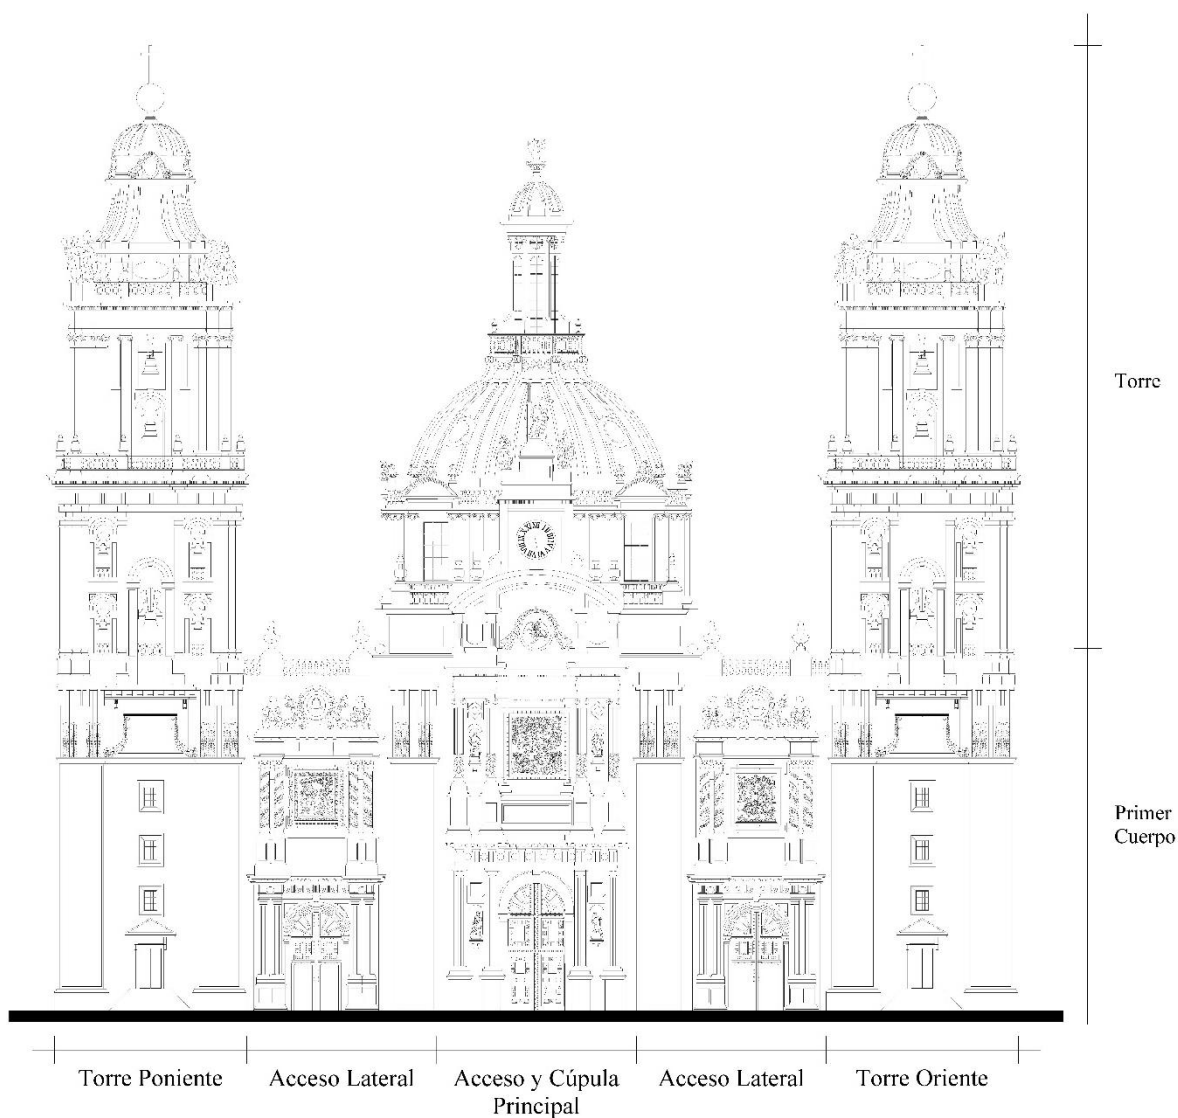 Torre
Primer
Cuerpo
Torre Poniente
Acceso Lateral
Acceso y Cúpula
Principal
Acceso Lateral
Torre Oriente